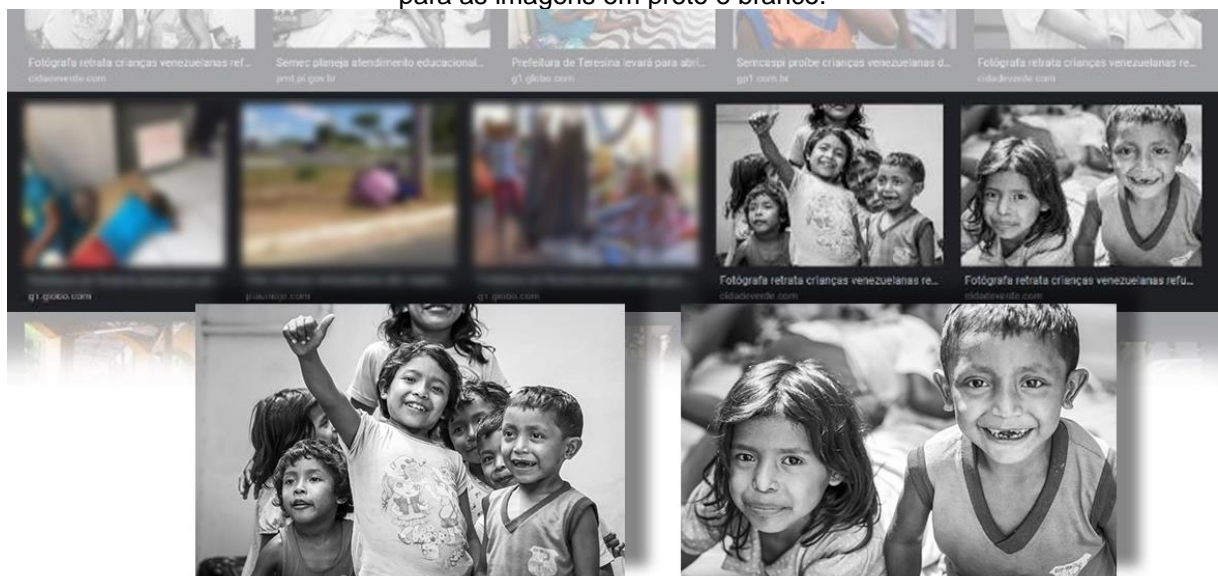 para as imagens em preto e branco.
Fotógrafa retrata crianças venezuelanas ref...
cidadeverde.com
Semec planeja atendimento educacional...
pmt.pi.gov.br
Prefeitura de Teresina levará para abri...
g1.globo.com
Semcaspi proíbe crianças venezuelanas d...
gp1.com.br
Fotógrafa retrata crianças venezuelanas re...
cidadeverde.com
g1.globo.com
piauihoje.com
g1.globo.com
Fotógrafa retrata crianças venezuelanas re...
cidadeverde.com
Fotógrafa retrata crianças venezuelanas refu...
cidadeverde.com